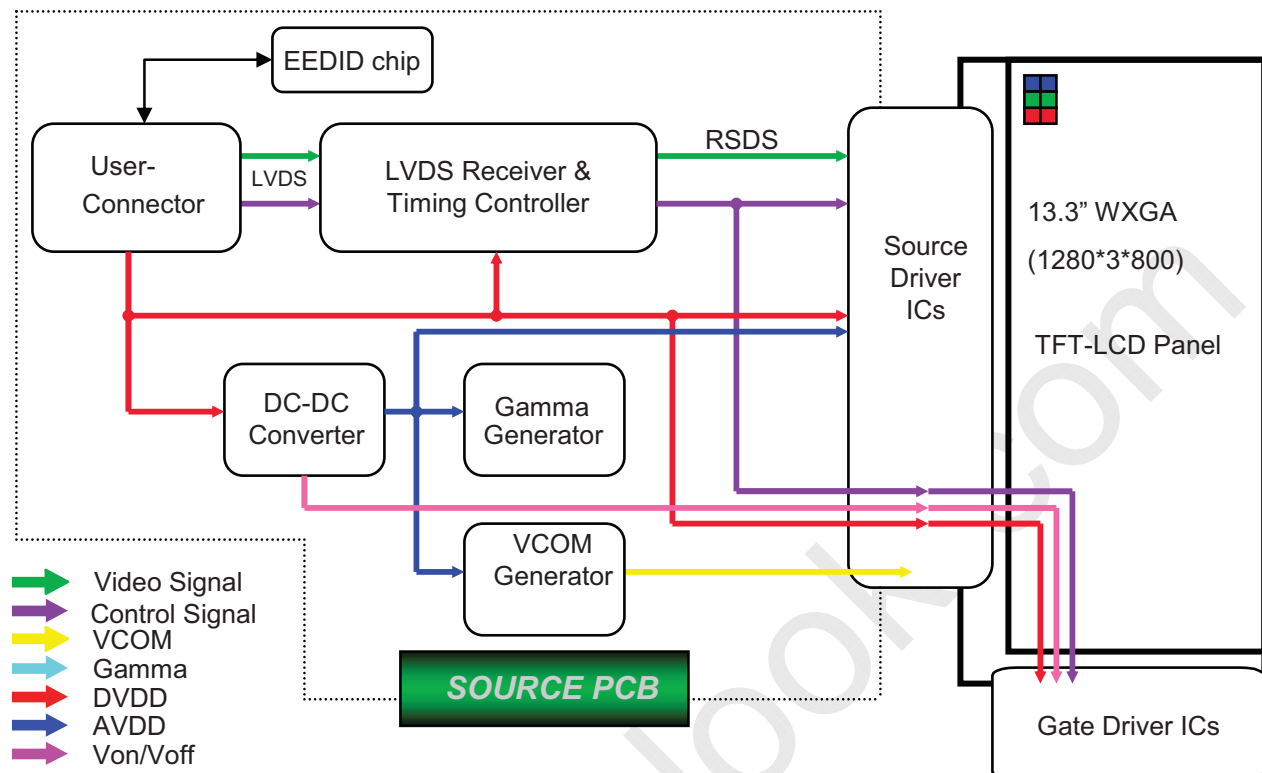 EEDID chip
User-
Connector
LVDS
LVDS Receiver &
Timing Controller
RSDS
Source
Driver
ICs
13.3” WXGA
(1280*3*800)
TFT-LCD Panel
DC-DC
Converter
Gamma
Generator
VCOM
Generator
Video Signal
Control Signal
VCOM
Gamma
DVDD
AVDD
Von/Voff
SOURCE PCB
Gate Driver ICs
look.com